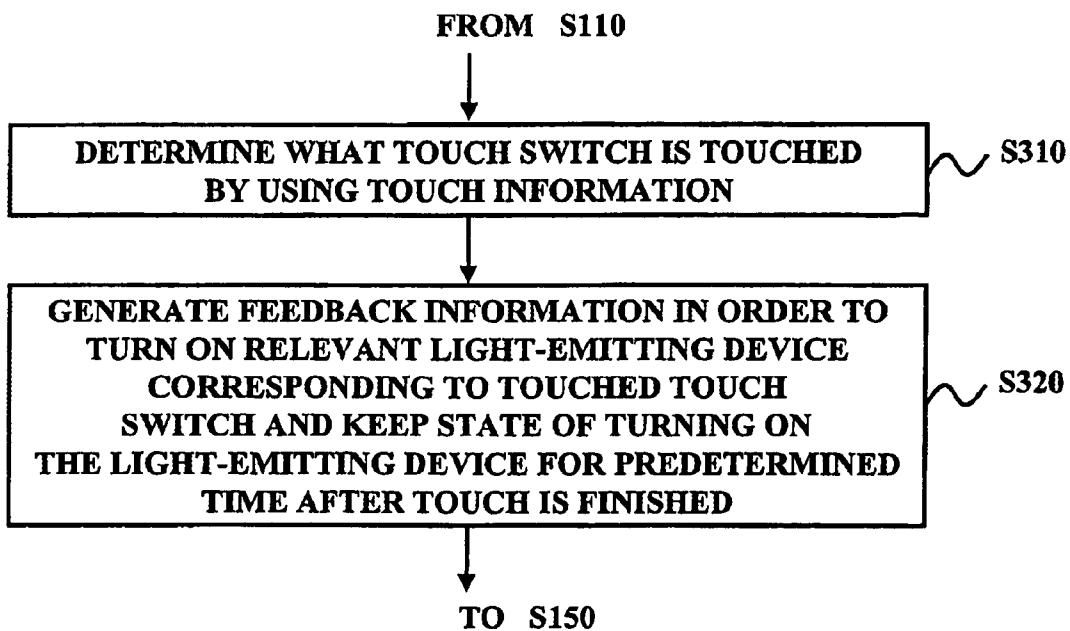 FROM S110
DETERMINE WHAT TOUCH SWITCH IS TOUCHED
BY USING TOUCH INFORMATION
S310
GENERATE FEEDBACK INFORMATION IN ORDER TO
TURN ON RELEVANT LIGHT-EMITTING DEVICE
CORRESPONDING TO TOUCHED TOUCH
SWITCH AND KEEP STATE OF TURNING ON
THE LIGHT-EMITTING DEVICE FOR PREDETERMINED
TIME AFTER TOUCH IS FINISHED
S320
TO S150